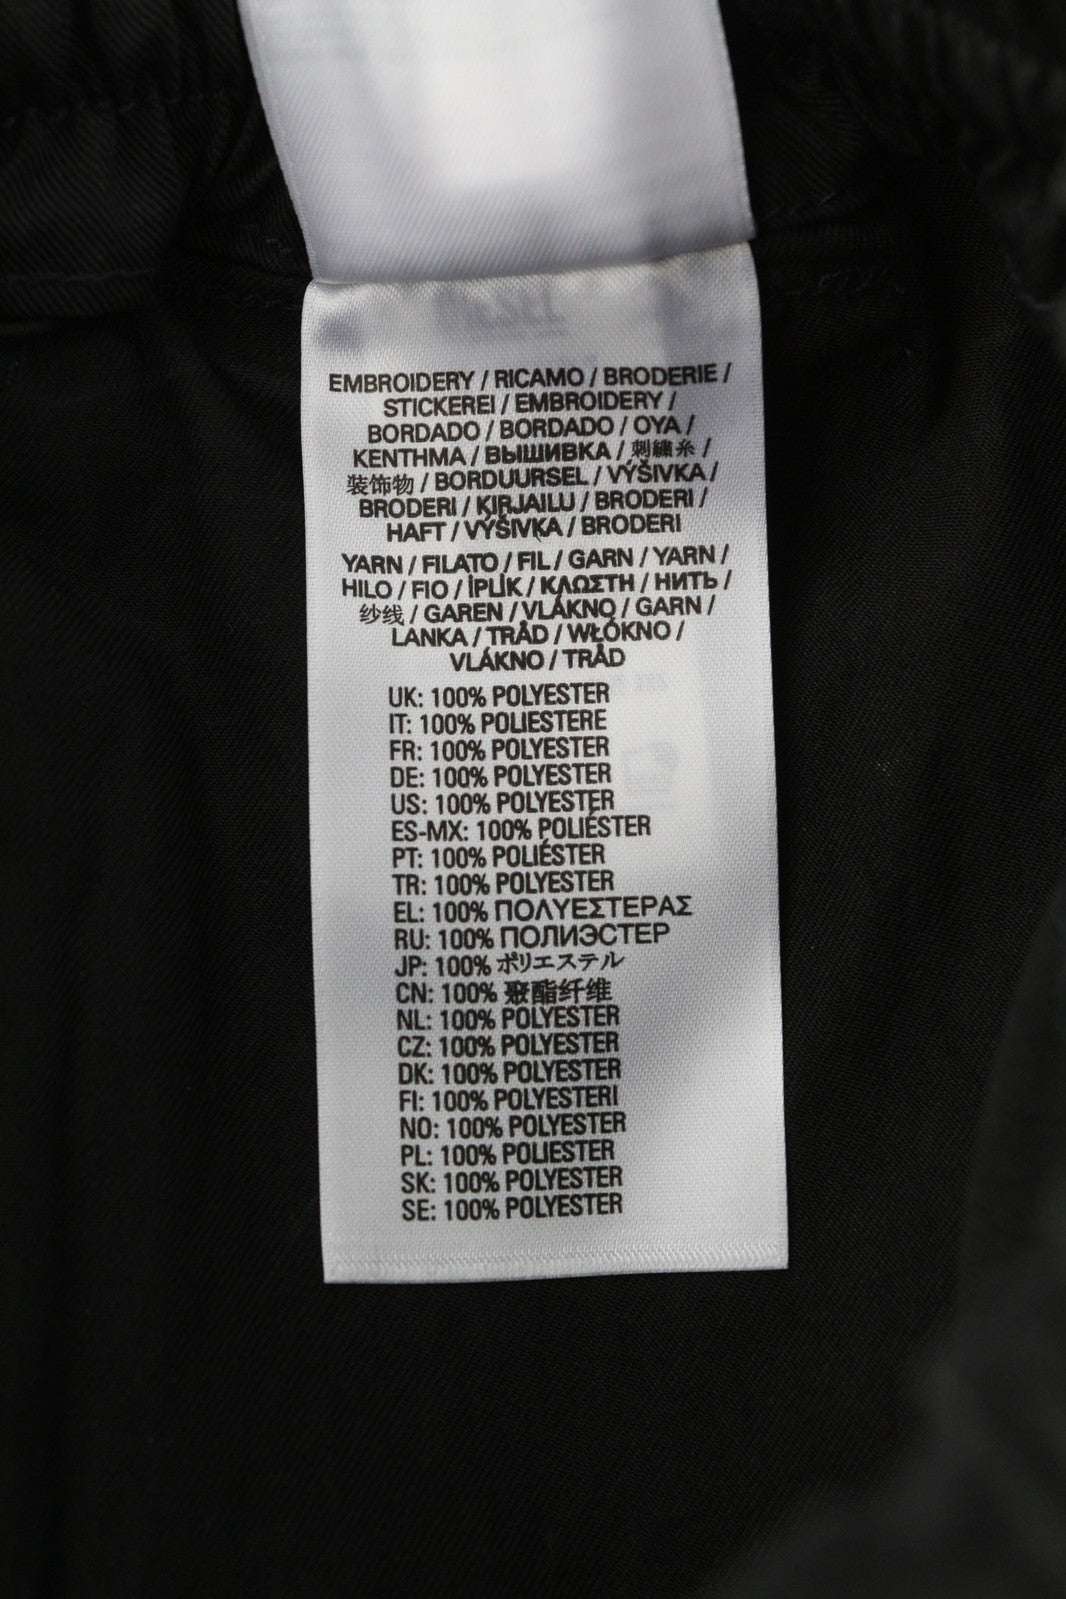 EMBROIDERY / RICAMO / BRODERIE /
STICKEREI / EMBROIDERY /
BORDADO / BORDADO / OYA /
KENTHMA / ВЫШИВКА / 刺繍糸 /
装饰物 / BORDUURSEL / VÝŠIVKA /
BRODERI / KIRJAILU / BRODERI /
HAFT / VÝŠIVKA / BRODERI
YARN / FILATO / FIL / GARN / YARN /
HILO / FIO / İPLİK / ΚΛΩΣΤΗ / НИТЬ /
纱线 / GAREN / VLÁKNO / GARN /
LANKA / TRÅD / WŁÓKNO /
VLÁKNO / TRÅD
UK: 100% POLYESTER
IT: 100% POLIESTERE
FR: 100% POLYESTER
DE: 100% POLYESTER
US: 100% POLYESTER
ES-MX: 100% POLIÉSTER
PT: 100% POLIÉSTER
TR: 100% POLYESTER
EL: 100% ΠΟΛΥΕΣΤΕΡΑΣ
RU: 100% ПОЛИЭСТЕР
JP: 100% ポリエステル
CN: 100% 聚酯纤维
NL: 100% POLYESTER
CZ: 100% POLYESTER
DK: 100% POLYESTER
FI: 100% POLYESTERI
NO: 100% POLYESTER
PL: 100% POLIESTER
SK: 100% POLYESTER
SE: 100% POLYESTER